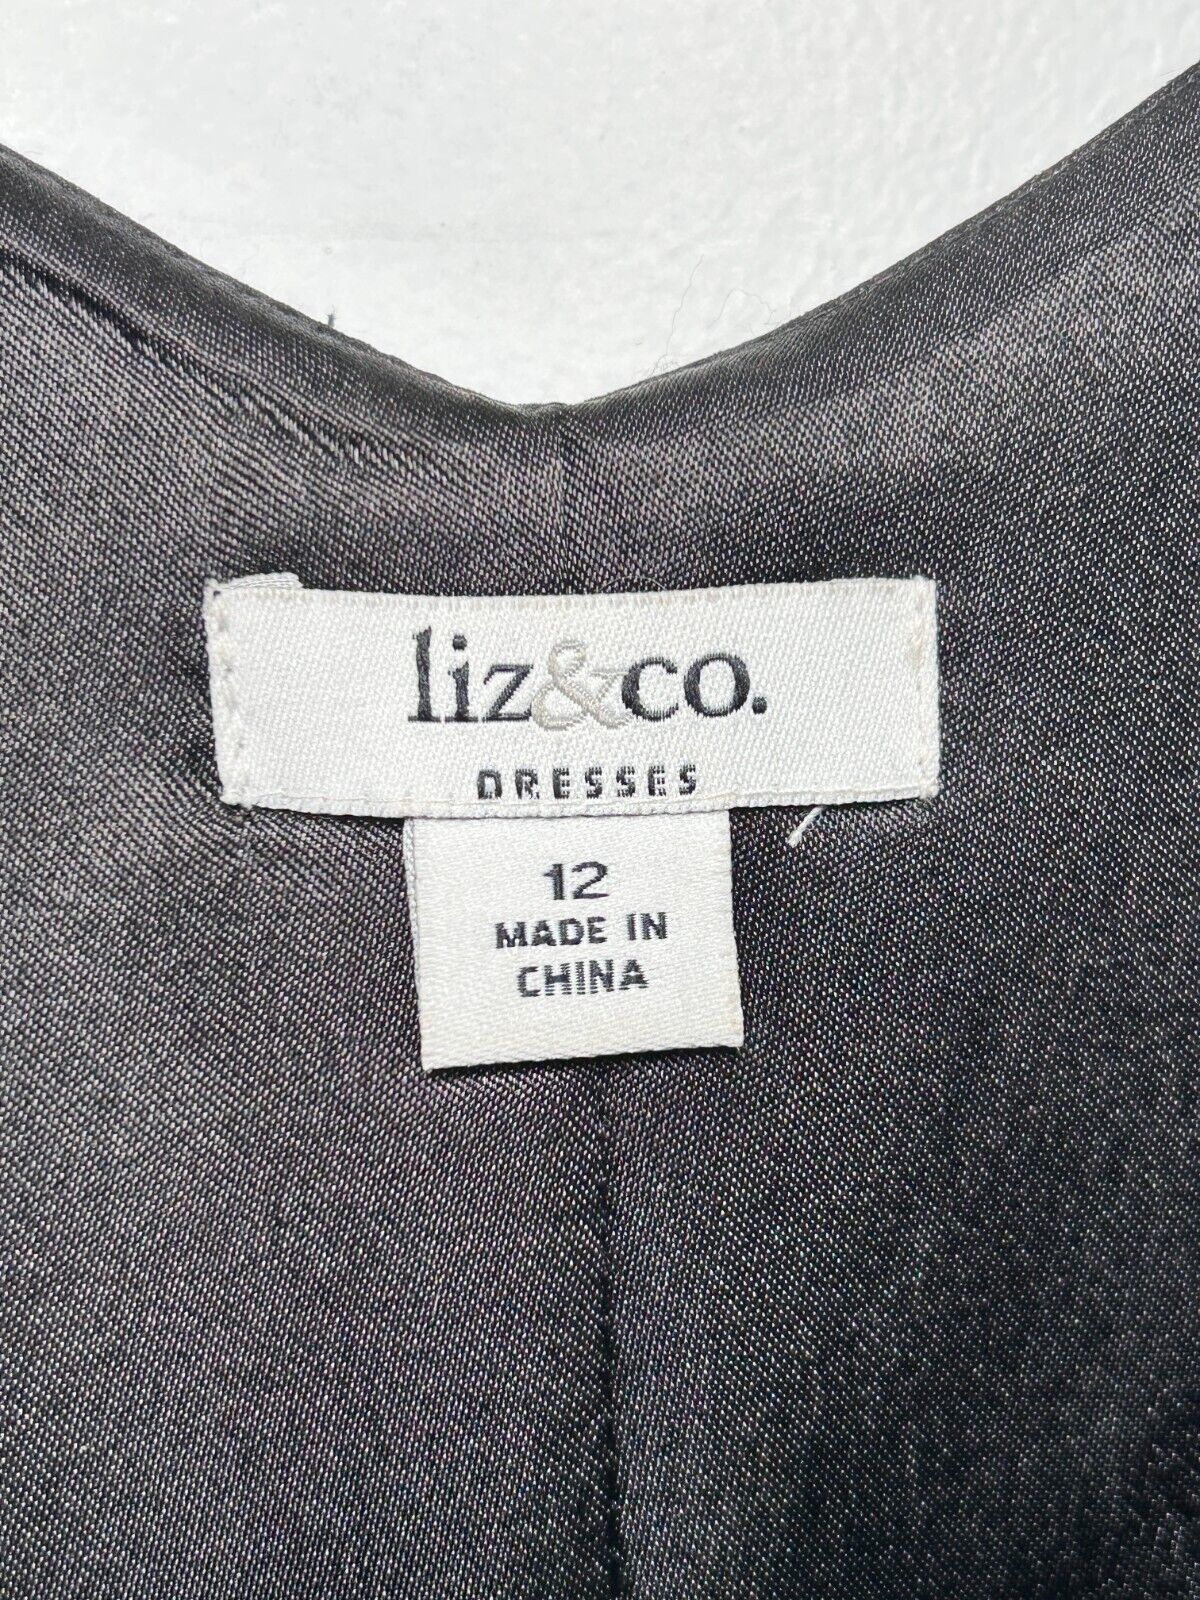 liz&co.
DRESSES
12
MADE IN
CHINA